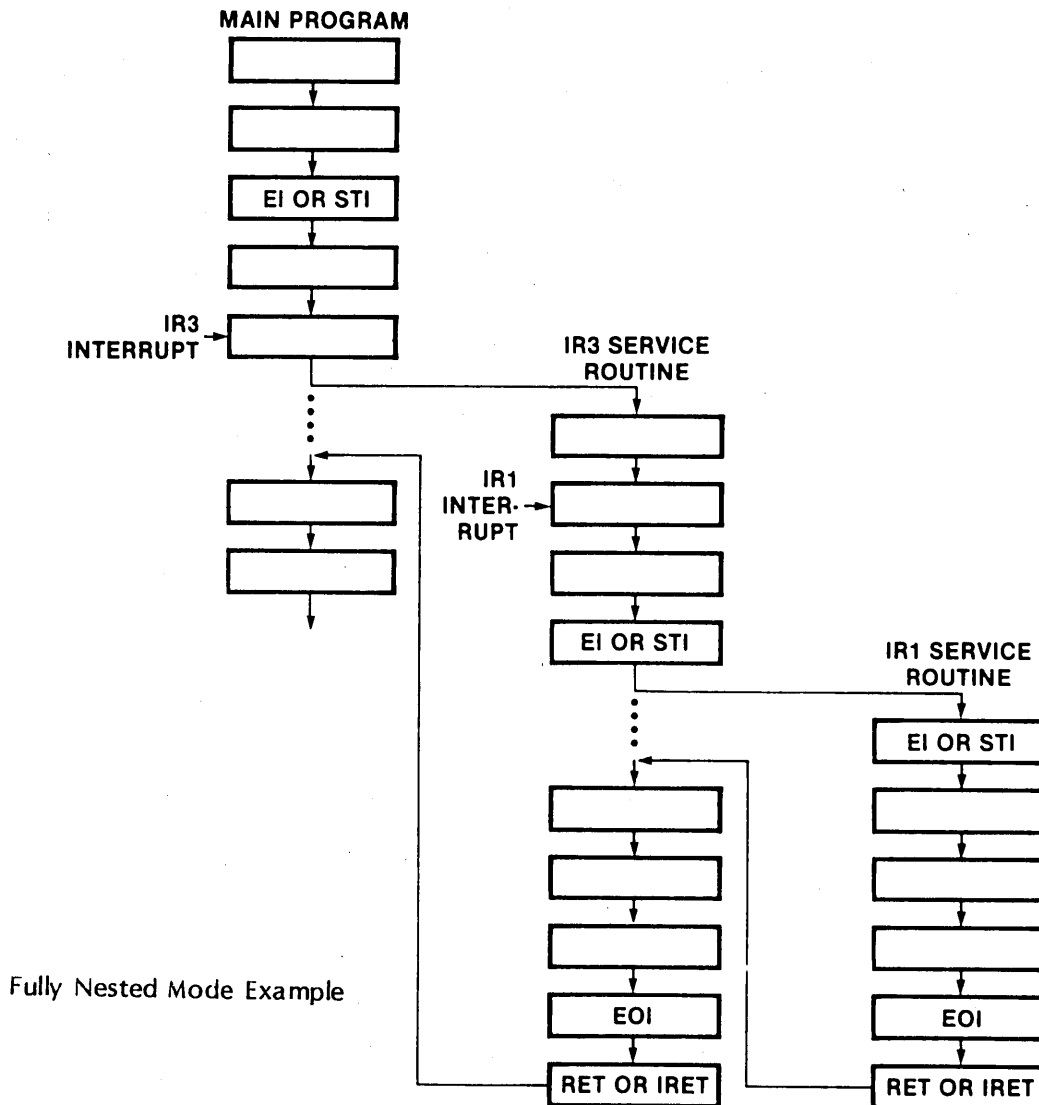 MAIN PROGRAM
EI OR STI
IR3
INTERRUPT
IR3 SERVICE
ROUTINE
IR1
INTER-
RUPT
EI OR STI
IR1 SERVICE
ROUTINE
EI OR STI
Fully Nested Mode Example
EOI
EOI
RET OR IRET
RET OR IRET